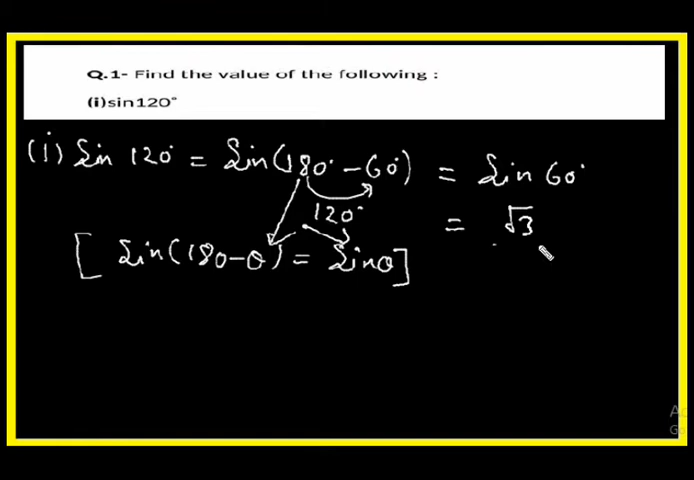 Q.1- Find the value of the following :
(i)sin120°
(i) Sin 120° = Sin(180° - 60°) = Sin 60°
120°
= √3
[ Sin(180-θ) = Sinθ ]